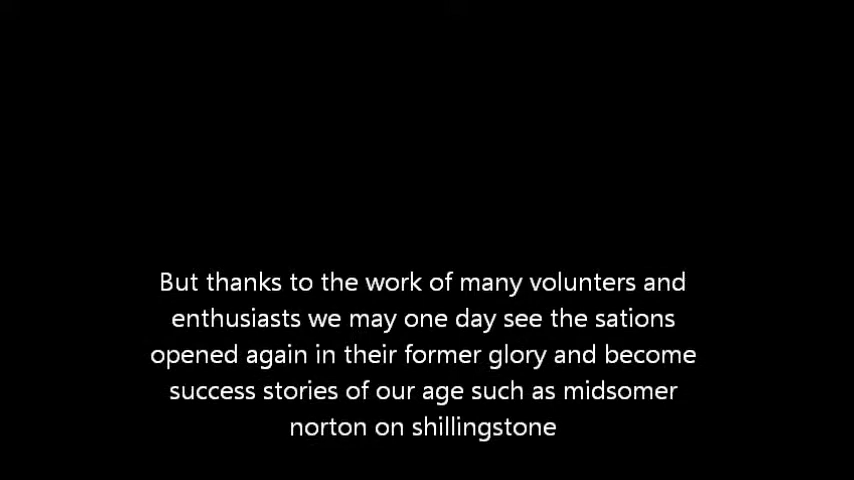 But thanks to the work of many volunters and
enthusiasts we may one day see the sations
opened again in their former glory and become
success stories of our age such as midsomer
norton on shillingstone